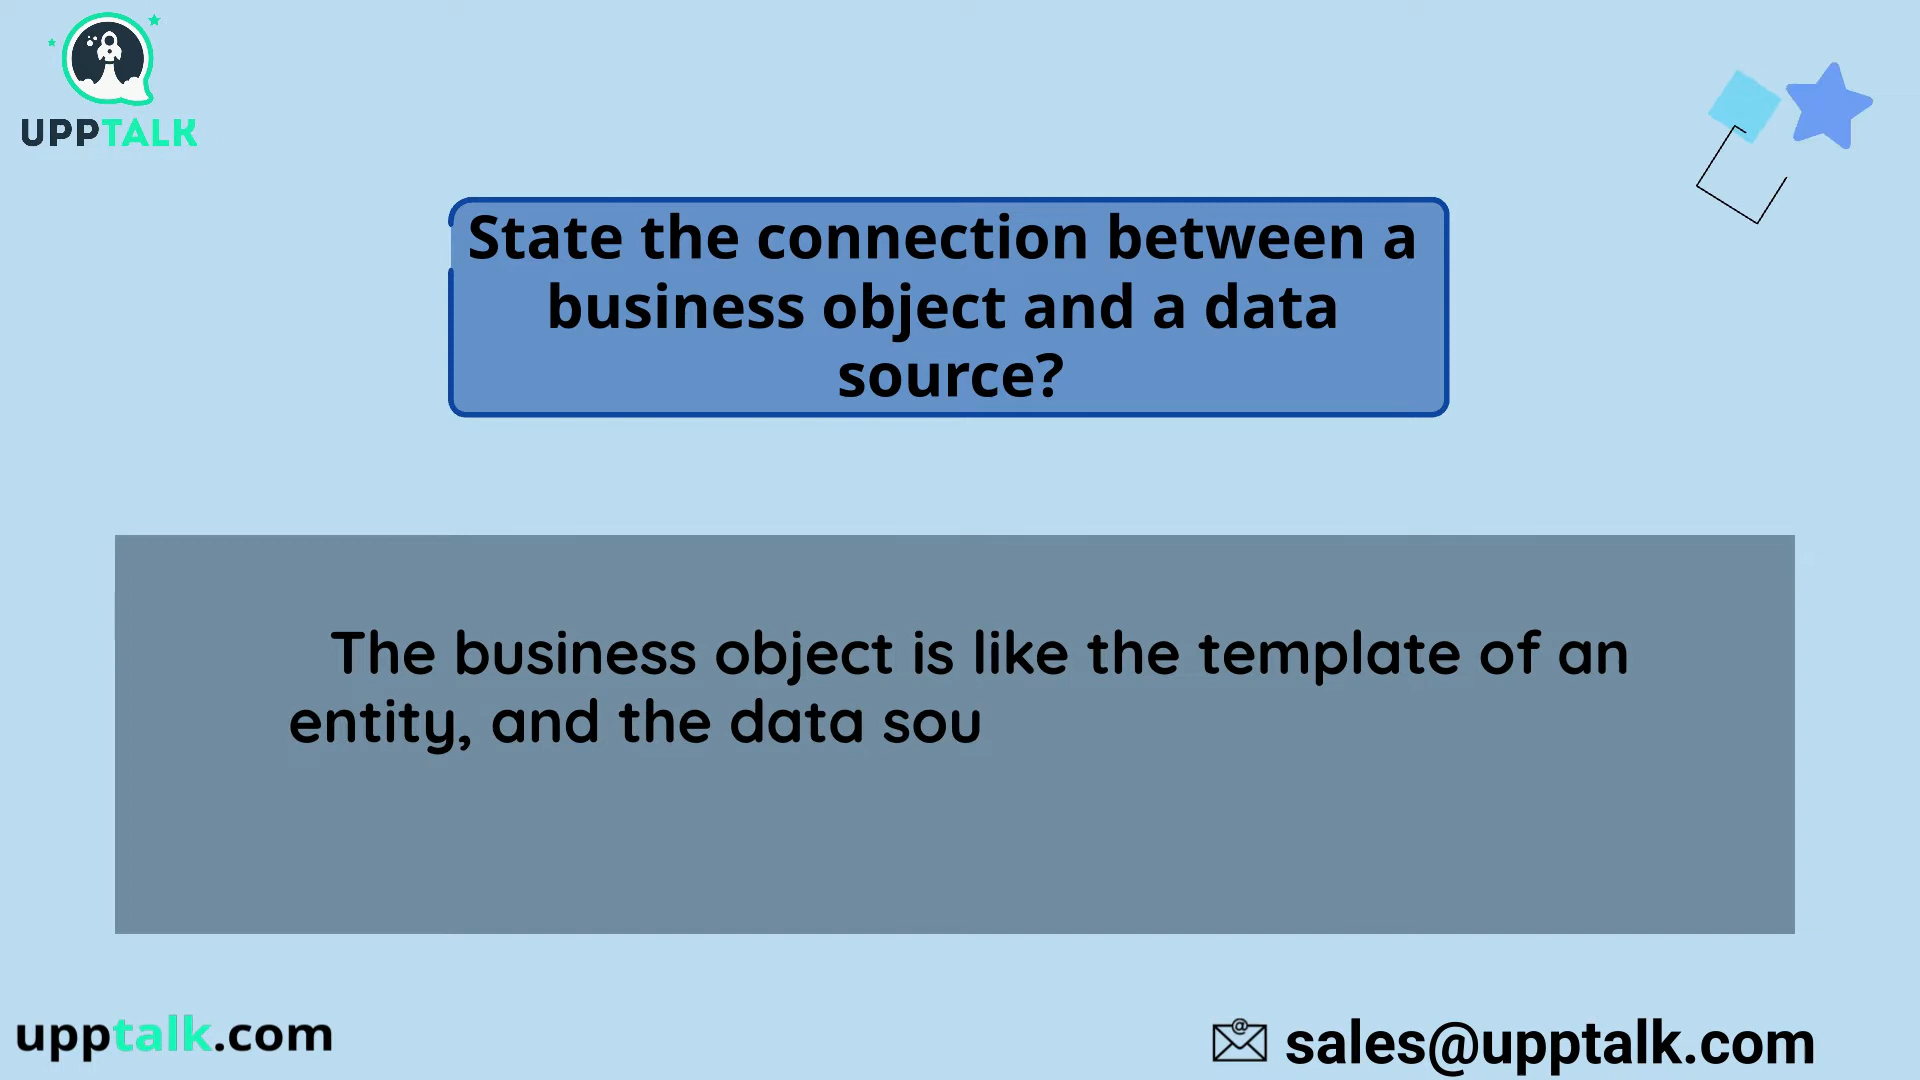 UPPTALK
State the connection between a
business object and a data
source?
The business object is like the template of an
entity, and the data sou
upptalk.com
sales@upptalk.com